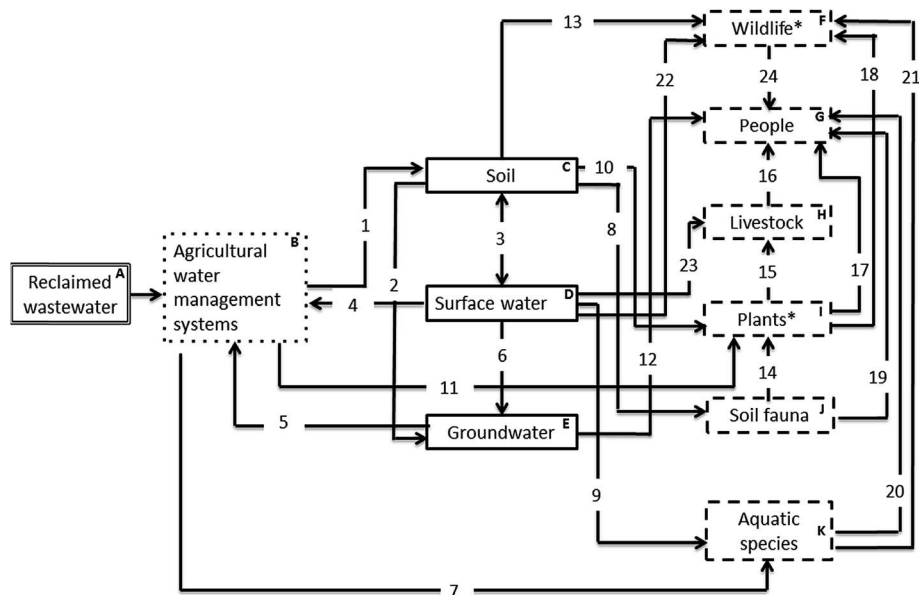 13
Wildlife* F
22
24
18
21
People G
Soil C
10
16
1
8
Livestock H
3
23
15
17
Reclaimed A
wastewater
Agricultural B
water
management
systems
2
4
Surface water D
Plants* I
6
12
11
14
19
5
Groundwater E
Soil fauna J
9
20
Aquatic
species K
7